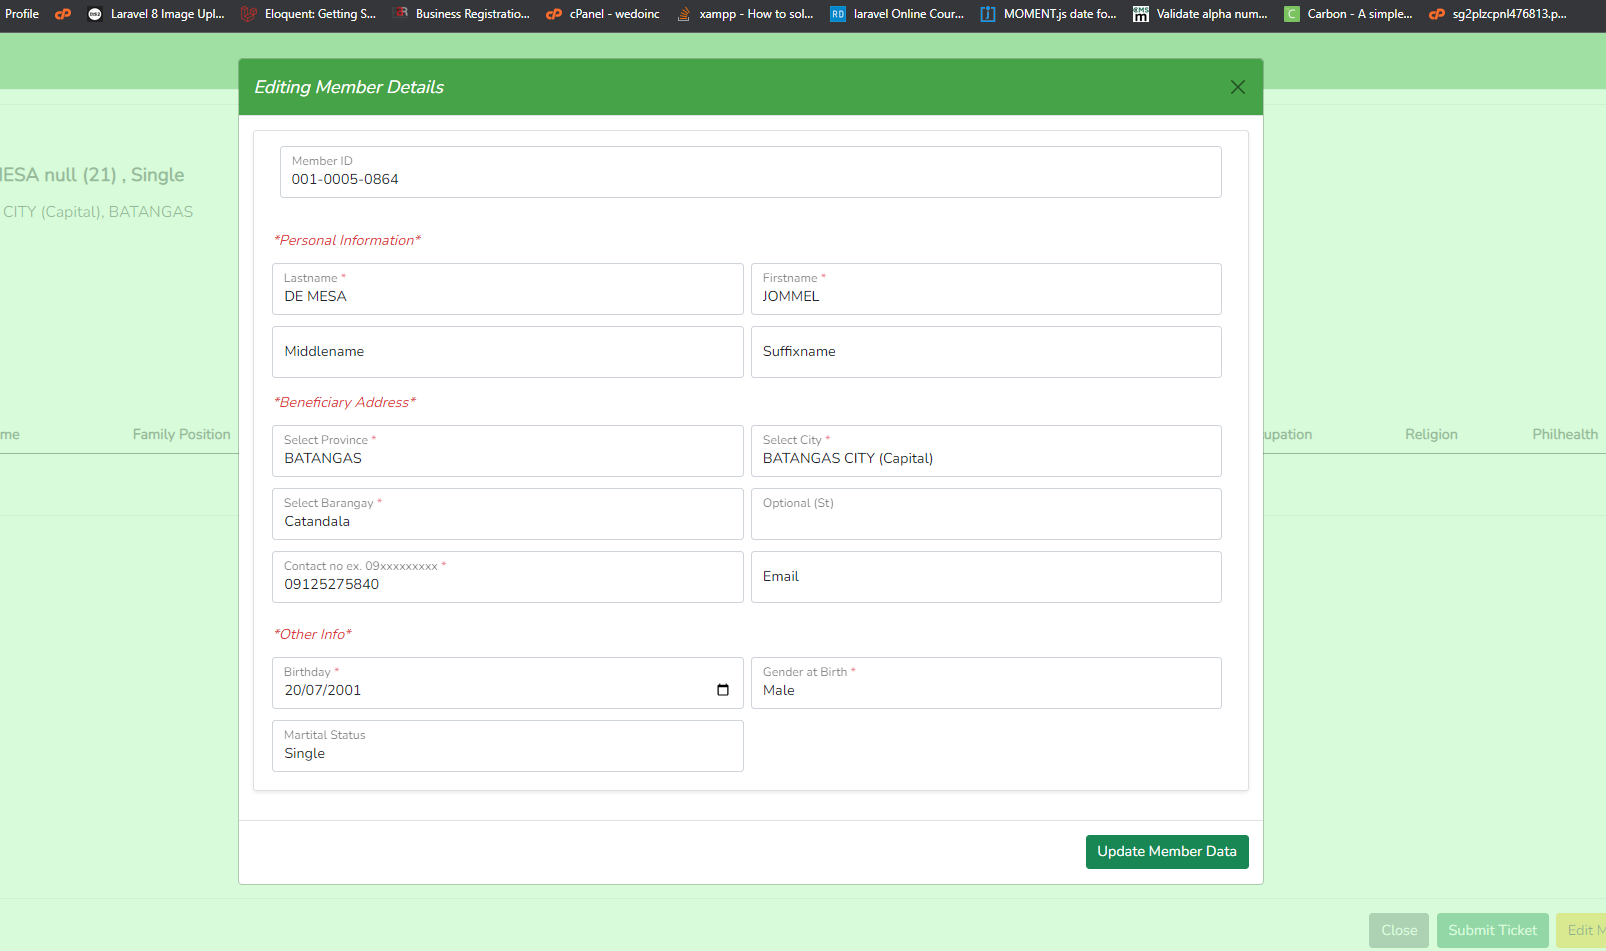 Profile Laravel 8 Image Upl... Eloquent: Getting S... Business Registratio... cPanel - wedoinc xampp - How to sol... RD laravel Online Cour... MOMENT.js date fo... Validate alpha num... C Carbon - A simple... sg2plzcpnl476813.p...
Editing Member Details
Member ID
001-0005-0864
MESA null (21) , Single
CITY (Capital), BATANGAS
*Personal Information*
Lastname *
DE MESA
Firstname *
JOMMEL
Middlename
Suffixname
*Beneficiary Address*
me Family Position upation Religion Philhealth
Select Province *
BATANGAS
Select City *
BATANGAS CITY (Capital)
Select Barangay *
Catandala
Optional (St)
Contact no ex. 09xxxxxxxxx *
09125275840
Email
*Other Info*
Birthday *
20/07/2001
Gender at Birth *
Male
Martital Status
Single
Update Member Data
Close Submit Ticket Edit M